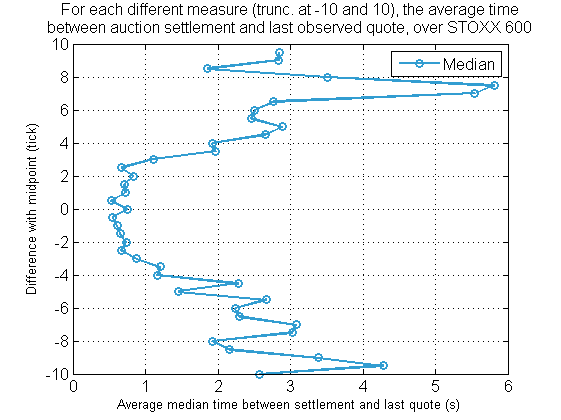 For each different measure (trunc. at -10 and 10), the average time
between auction settlement and last observed quote, over STOXX 600
Median
Difference with midpoint (tick)
10
8
6
4
2
0
-2
-4
-6
-8
-10
0 1 2 3 4 5 6
Average median time between settlement and last quote (s)